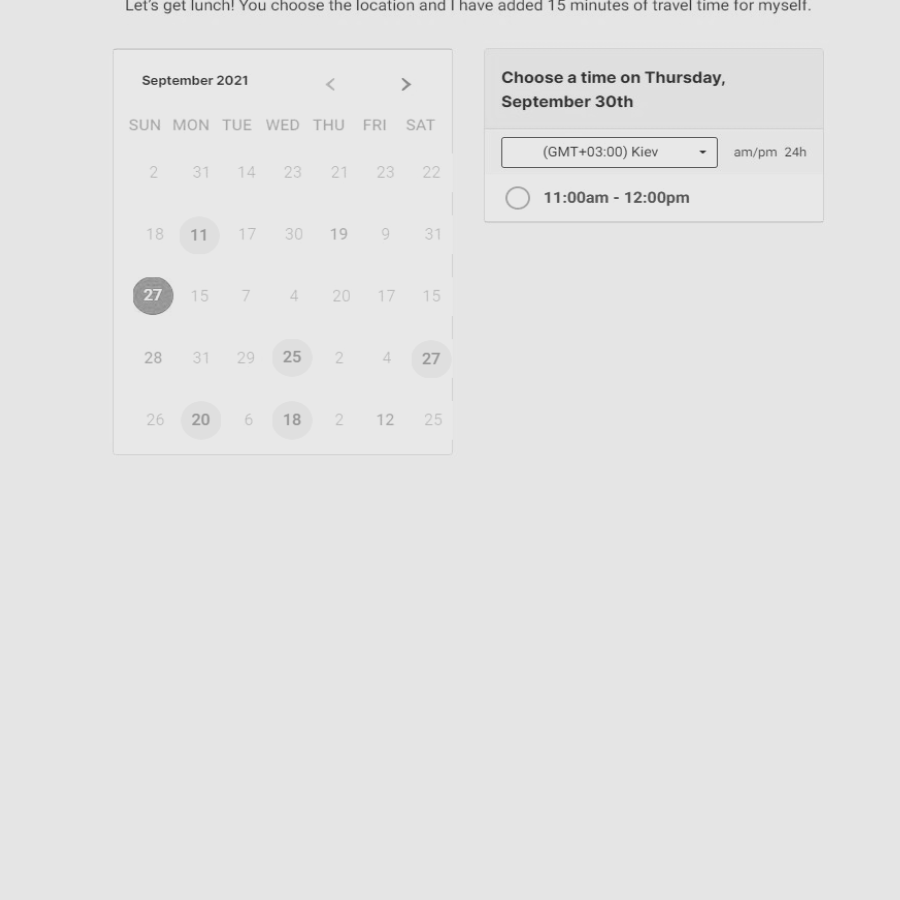 Let's get lunch! You choose the location and I have added 15 minutes of travel time for myself.
September 2021
SUN MON TUE WED THU FRI SAT
2 31 14 23 21 23 22
18 11 17 30 19 9 31
27 15 7 4 20 17 15
28 31 29 25 2 4 27
26 20 6 18 2 12 25
Choose a time on Thursday,
September 30th
(GMT+03:00) Kiev am/pm 24h
11:00am - 12:00pm